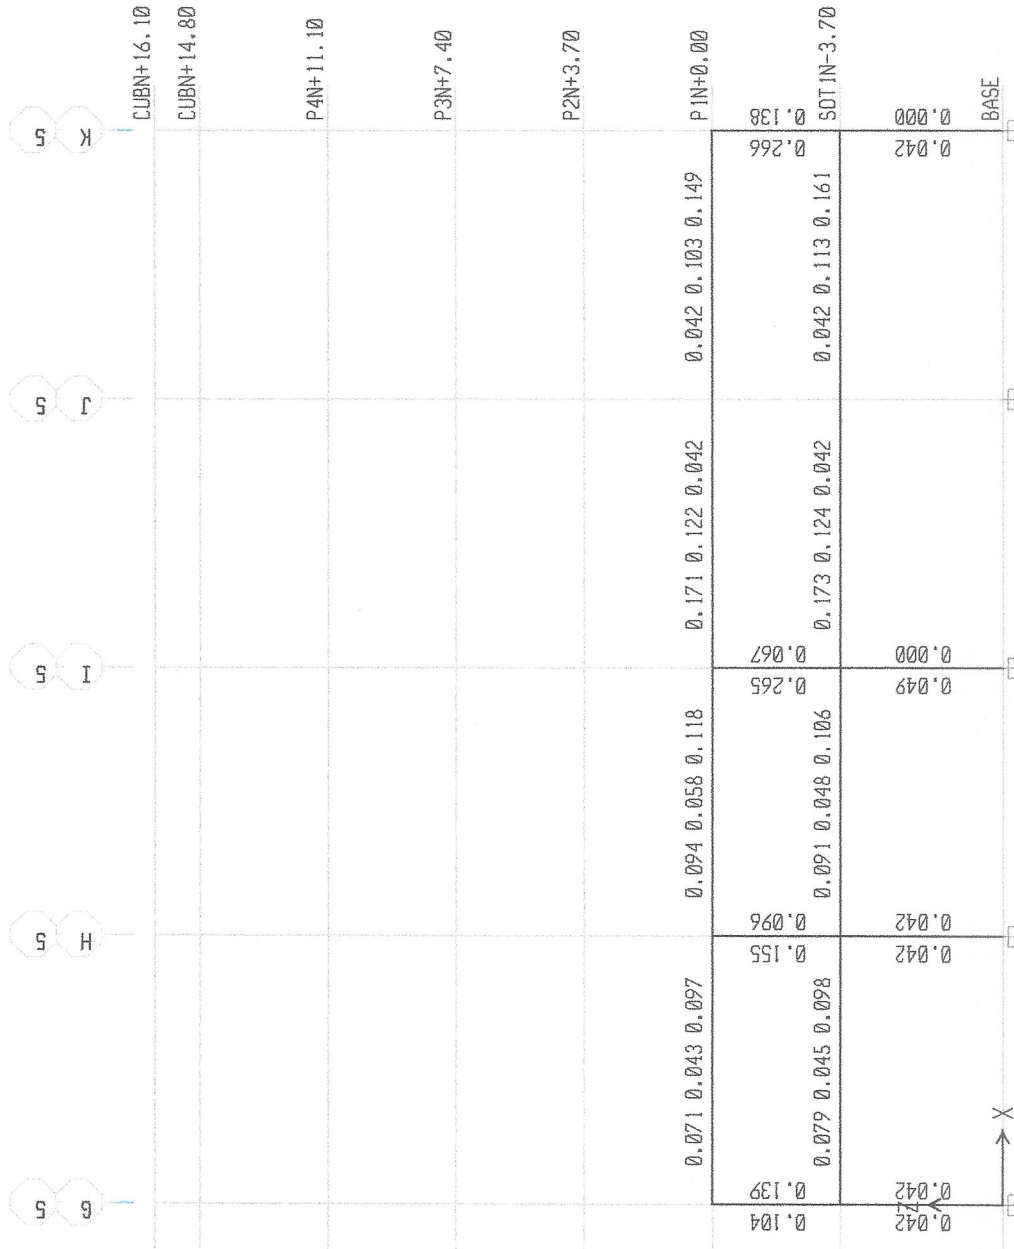 5 K
5 J
5 I
5 H
5 G
CUBN+16.10
CUBN+14.80
P4N+11.10
P3N+7.40
P2N+3.70
P1N+0.00
SOT1N-3.70
BASE
0.071 0.043 0.097
0.094 0.058 0.118
0.171 0.122 0.042
0.042 0.103 0.149
0.104
0.139
0.155
0.096
0.265
0.067
0.266
0.138
0.079 0.045 0.098
0.091 0.048 0.106
0.173 0.124 0.042
0.042 0.113 0.161
0.042
0.042
0.042
0.042
0.049
0.000
0.042
0.000
Z
X